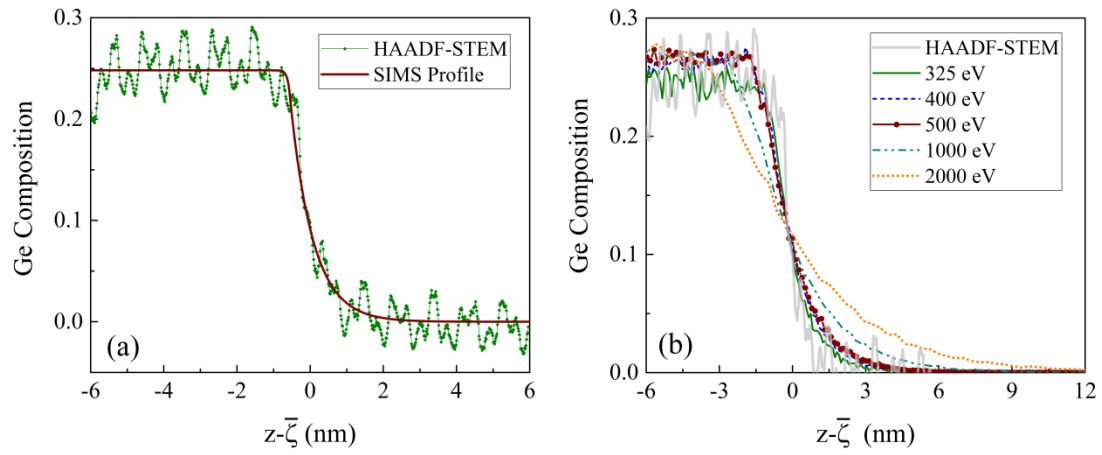 0.3
0.2
0.1
0.0
Ge Composition
HAADF-STEM
SIMS Profile
(a)
-6 -4 -2 0 2 4 6
z-ζ̄ (nm)
0.3
0.2
0.1
0.0
Ge Composition
HAADF-STEM
325 eV
400 eV
500 eV
1000 eV
2000 eV
(b)
-6 -3 0 3 6 9 12
z-ζ̄ (nm)